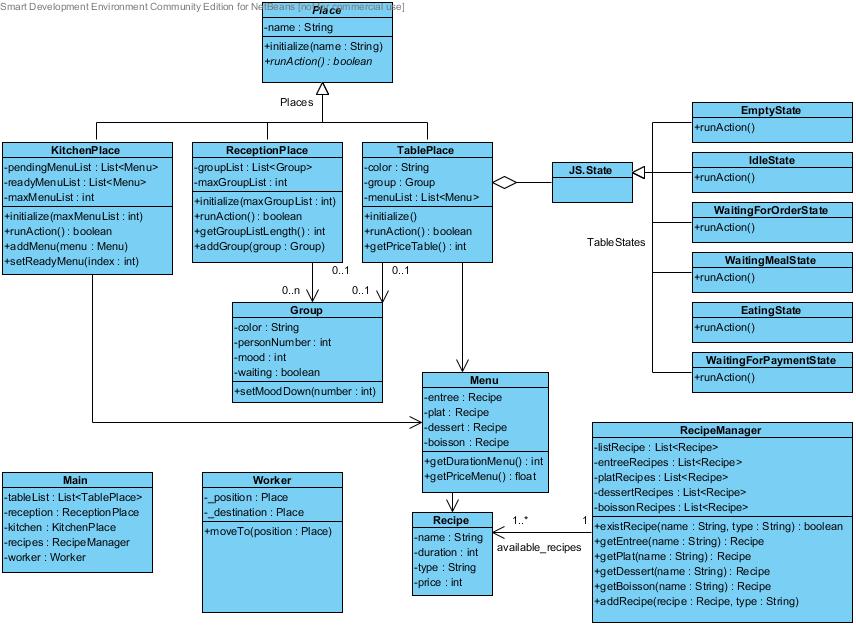 Smart Development Environment Community Edition for NetBeans [not for commercial use]
Place
-name : String
+initialize(name : String)
+runAction() : boolean
Places
KitchenPlace
-pendingMenuList : List<Menu>
-readyMenuList : List<Menu>
-maxMenuList : int
+initialize(maxMenuList : int)
+runAction() : boolean
+addMenu(menu : Menu)
+setReadyMenu(index : int)
ReceptionPlace
-groupList : List<Group>
-maxGroupList : int
+initialize(maxGroupList : int)
+runAction() : boolean
+getGroupListLength() : int
+addGroup(group : Group)
TablePlace
-color : String
-group : Group
-menuList : List<Menu>
+initialize()
+runAction() : boolean
+getPriceTable() : int
JS.State
EmptyState
+runAction()
IdleState
+runAction()
WaitingForOrderState
+runAction()
TableStates
WaitingMealState
+runAction()
EatingState
+runAction()
WaitingForPaymentState
+runAction()
0..1
0..1
0..n
0..1
Group
-color : String
-personNumber : int
-mood : int
-waiting : boolean
+setMoodDown(number : int)
Menu
-entree : Recipe
-plat : Recipe
-dessert : Recipe
-boisson : Recipe
+getDurationMenu() : int
+getPriceMenu() : float
RecipeManager
-listRecipe : List<Recipe>
-entreeRecipes : List<Recipe>
-platRecipes : List<Recipe>
-dessertRecipes : List<Recipe>
-boissonRecipes : List<Recipe>
+existRecipe(name : String, type : String) : boolean
+getEntree(name : String) : Recipe
+getPlat(name : String) : Recipe
+getDessert(name : String) : Recipe
+getBoisson(name : String) : Recipe
+addRecipe(recipe : Recipe, type : String)
Main
-tableList : List<TablePlace>
-reception : ReceptionPlace
-kitchen : KitchenPlace
-recipes : RecipeManager
-worker : Worker
Worker
-_position : Place
-_destination : Place
+moveTo(position : Place)
Recipe
-name : String
-duration : int
-type : String
-price : int
1..*
1
available_recipes